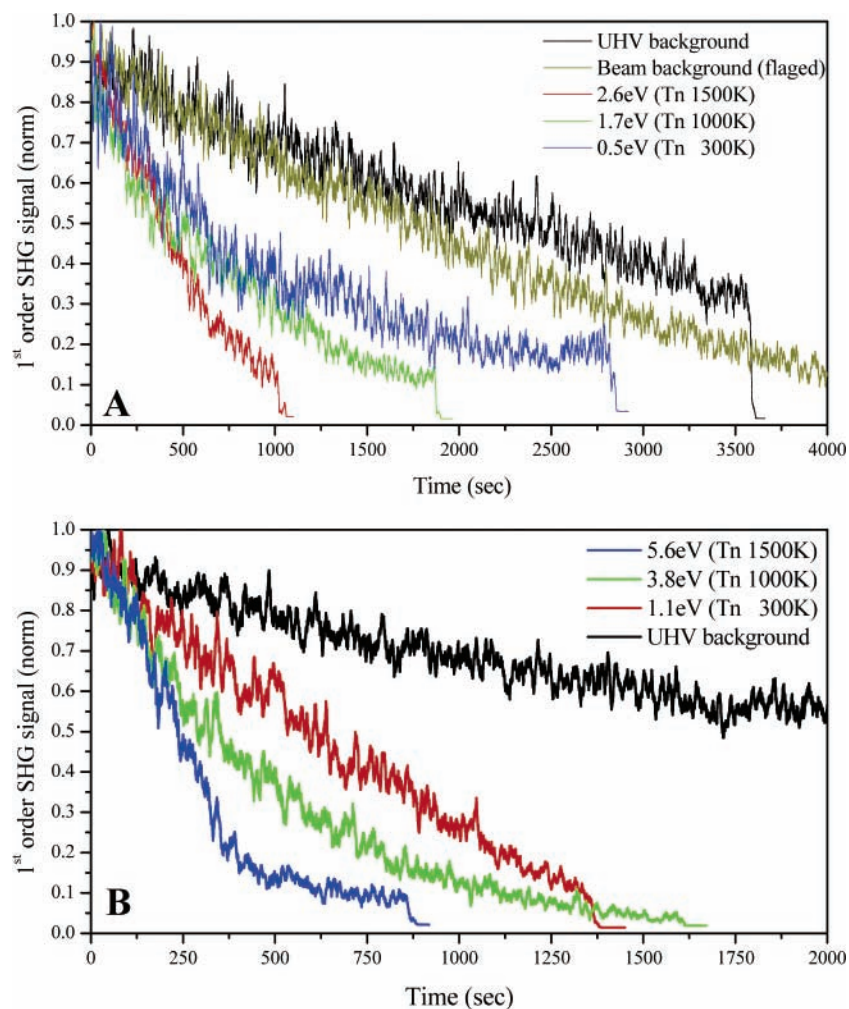 1st order SHG signal (norm)
1.0
0.9
0.8
0.7
0.6
0.5
0.4
0.3
0.2
0.1
0.0
UHV background
Beam background (flaged)
2.6eV (Tn 1500K)
1.7eV (Tn 1000K)
0.5eV (Tn 300K)
A
0 500 1000 1500 2000 2500 3000 3500 4000
Time (sec)
1st order SHG signal (norm)
1.0
0.9
0.8
0.7
0.6
0.5
0.4
0.3
0.2
0.1
0.0
5.6eV (Tn 1500K)
3.8eV (Tn 1000K)
1.1eV (Tn 300K)
UHV background
B
0 250 500 750 1000 1250 1500 1750 2000
Time (sec)